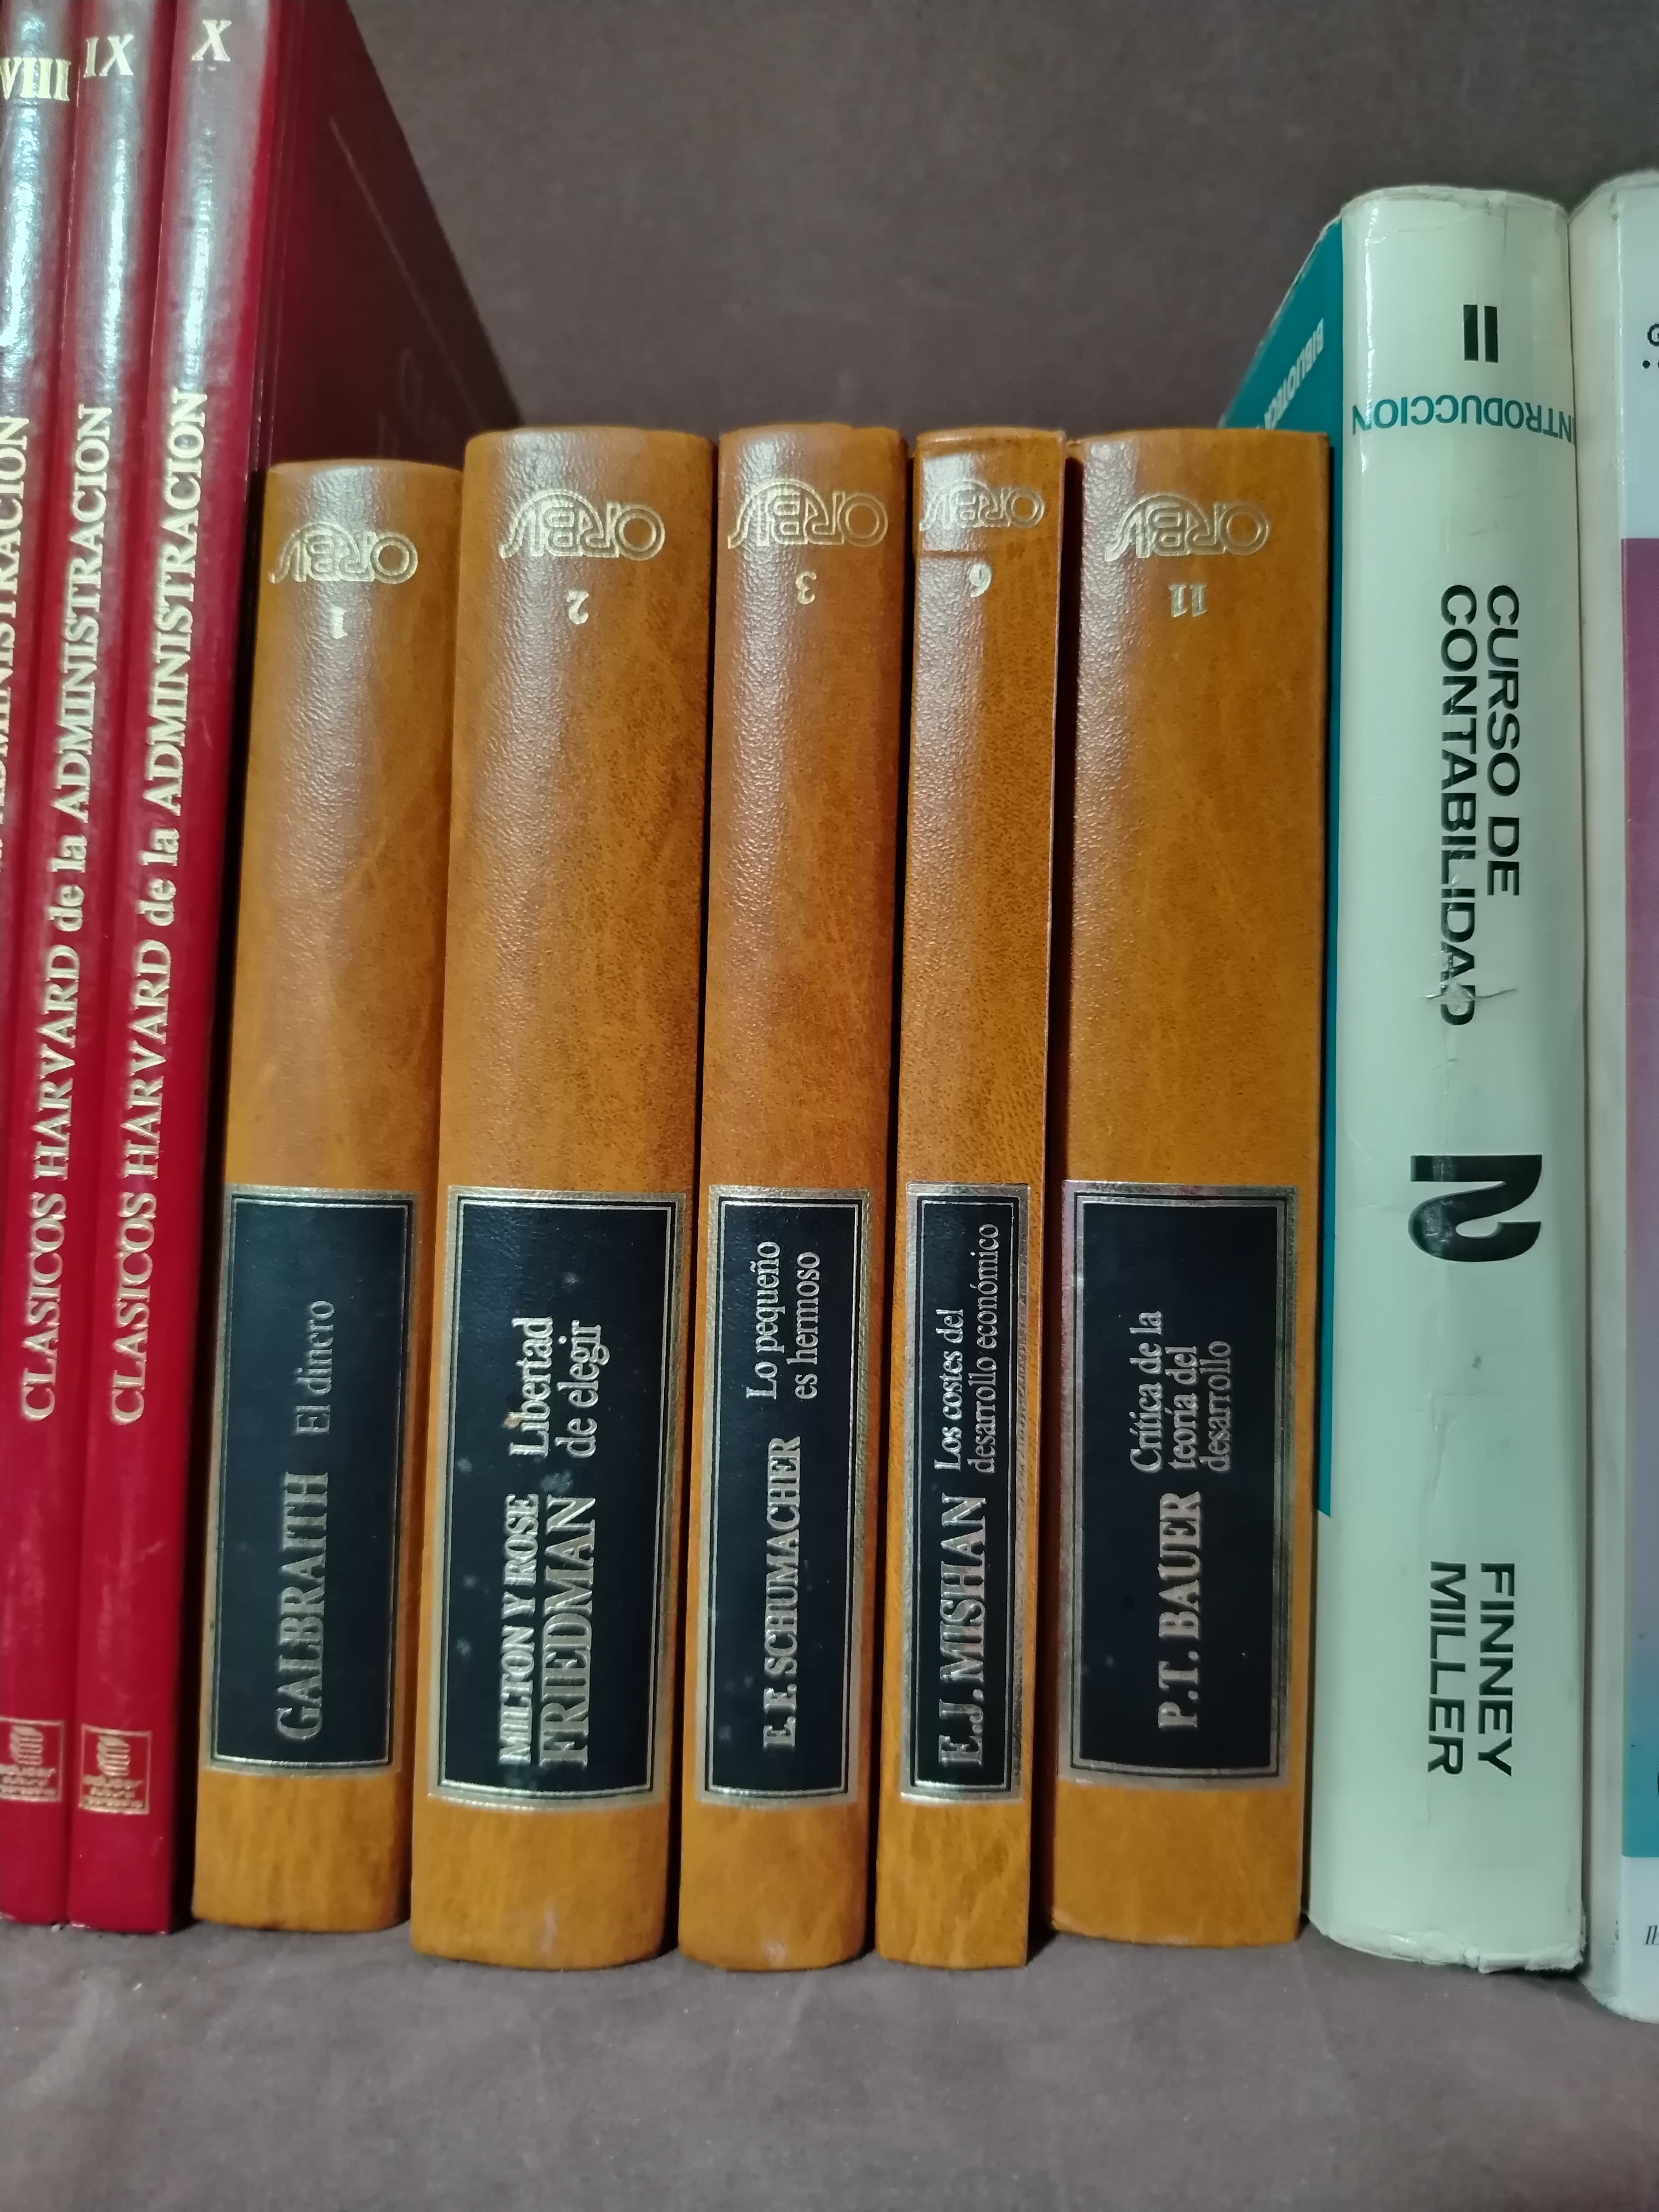 VIII
IX
CLASICOS HARVARD de la ADMINISTRACION
X
CLASICOS HARVARD de la ADMINISTRACION
ORBIS
1
GALBRAITH El dinero
ORBIS
2
MILTON Y ROSE
FRIEDMAN
Libertad
de elegir
ORBIS
3
E. F. SCHUMACHER
Lo pequeño
es hermoso
ORBIS
6
E.J. MISHAN
Los costes del
desarrollo económico
ORBIS
11
P.T. BAUER
Crítica de la
teoría del
desarrollo
II
INTRODUCCION
CURSO DE
CONTABILIDAD
2
FINNEY
MILLER